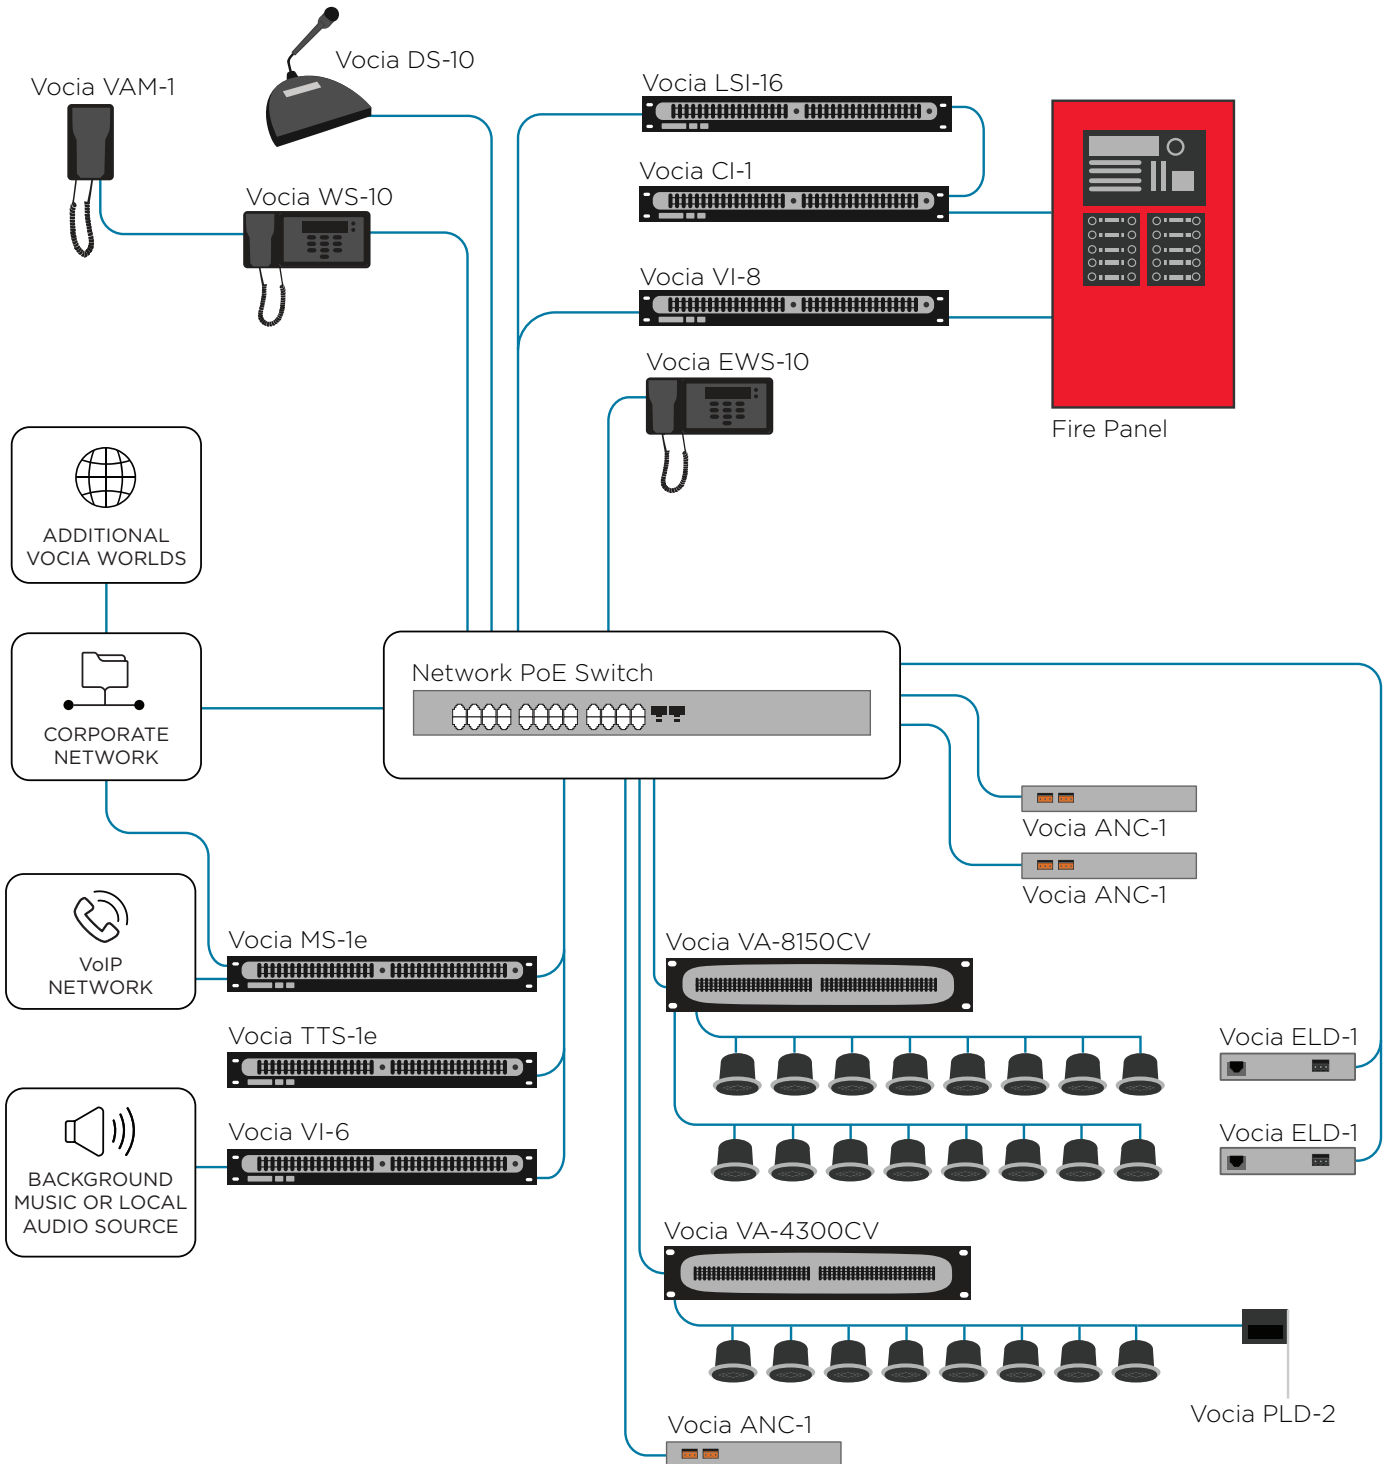 Vocia DS-10
Vocia VAM-1
Vocia LSI-16
Vocia CI-1
Vocia WS-10
Vocia VI-8
Vocia EWS-10
Fire Panel
ADDITIONAL
VOCIA WORLDS
Network PoE Switch
CORPORATE
NETWORK
Vocia ANC-1
Vocia ANC-1
VoIP
NETWORK
Vocia MS-1e
Vocia VA-8150CV
Vocia TTS-1e
Vocia ELD-1
Vocia VI-6
Vocia ELD-1
BACKGROUND
MUSIC OR LOCAL
AUDIO SOURCE
Vocia VA-4300CV
Vocia PLD-2
Vocia ANC-1